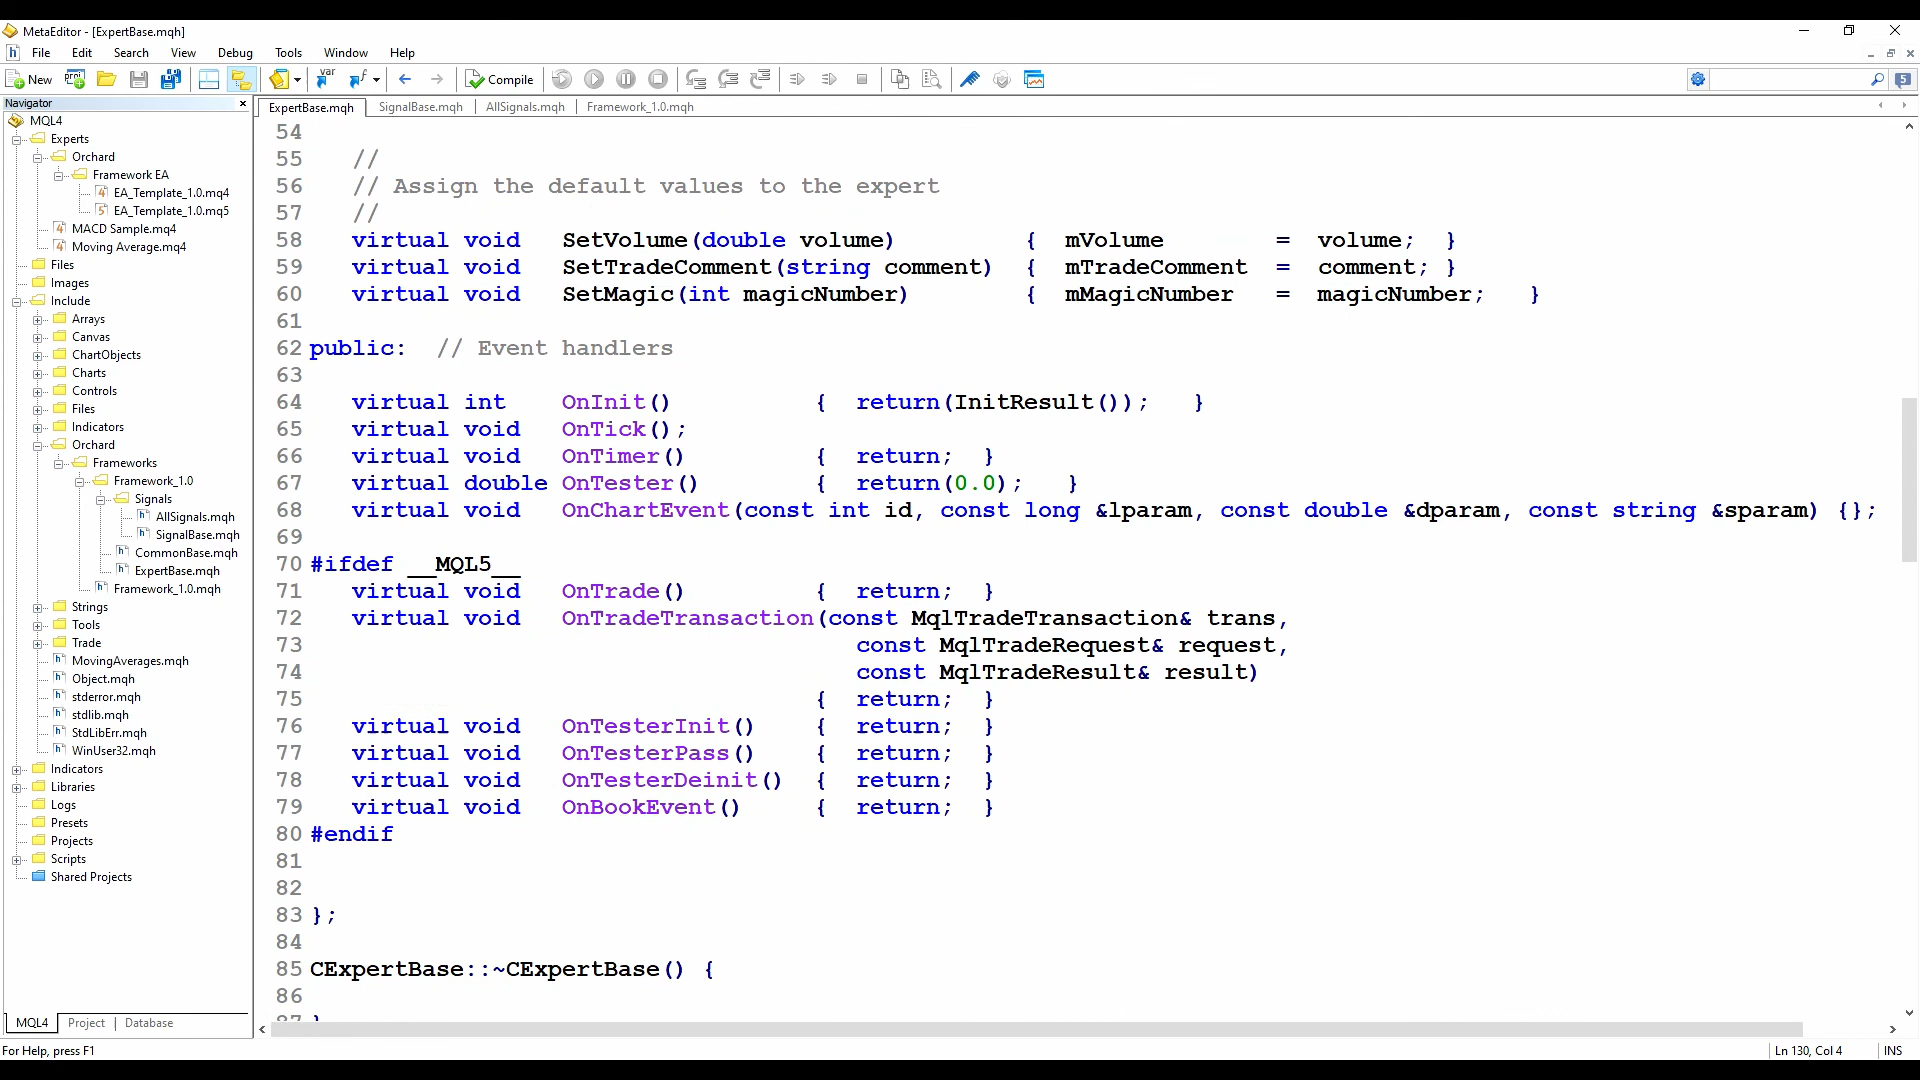 MetaEditor - [ExpertBase.mqh]
File Edit Search View Debug Tools Window Help
New Compile 5
Navigator
ExpertBase.mqh SignalBase.mqh AllSignals.mqh Framework_1.0.mqh
MQL4
Experts
Orchard
Framework EA
EA_Template_1.0.mq4
EA_Template_1.0.mq5
MACD Sample.mq4
Moving Average.mq4
Files
Images
Include
Arrays
Canvas
ChartObjects
Charts
Controls
Files
Indicators
Orchard
Frameworks
Framework_1.0
Signals
AllSignals.mqh
SignalBase.mqh
CommonBase.mqh
ExpertBase.mqh
Framework_1.0.mqh
Strings
Tools
Trade
MovingAverages.mqh
Object.mqh
stderror.mqh
stdlib.mqh
StdLibErr.mqh
WinUser32.mqh
Indicators
Libraries
Logs
Presets
Projects
Scripts
Shared Projects
MQL4 Project Database
54
55 //
56 // Assign the default values to the expert
57 //
58 virtual void SetVolume(double volume) { mVolume = volume; }
59 virtual void SetTradeComment(string comment) { mTradeComment = comment; }
60 virtual void SetMagic(int magicNumber) { mMagicNumber = magicNumber; }
61
62 public: // Event handlers
63
64 virtual int OnInit() { return(InitResult()); }
65 virtual void OnTick();
66 virtual void OnTimer() { return; }
67 virtual double OnTester() { return(0.0); }
68 virtual void OnChartEvent(const int id, const long &lparam, const double &dparam, const string &sparam) {};
69
70 #ifdef __MQL5__
71 virtual void OnTrade() { return; }
72 virtual void OnTradeTransaction(const MqlTradeTransaction& trans,
73 const MqlTradeRequest& request,
74 const MqlTradeResult& result)
75 { return; }
76 virtual void OnTesterInit() { return; }
77 virtual void OnTesterPass() { return; }
78 virtual void OnTesterDeinit() { return; }
79 virtual void OnBookEvent() { return; }
80 #endif
81
82
83 };
84
85 CExpertBase::~CExpertBase() {
86
For Help, press F1
Ln 130, Col 4 INS